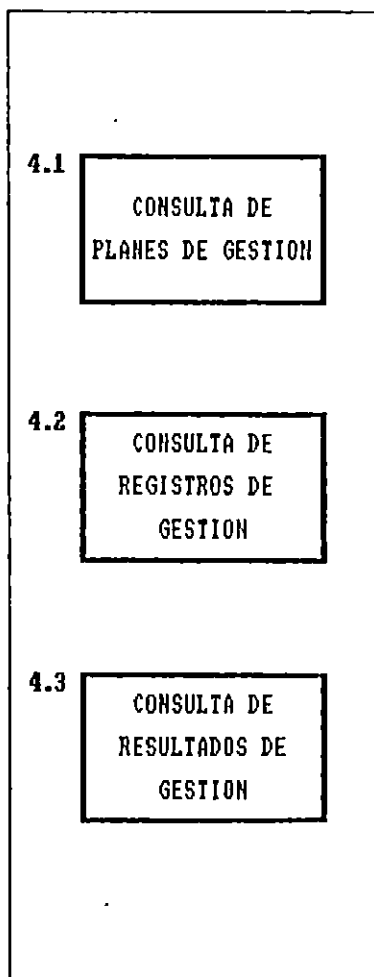 4.1
CONSULTA DE
PLANES DE GESTION
4.2
CONSULTA DE
REGISTROS DE
GESTION
4.3
CONSULTA DE
RESULTADOS DE
GESTION